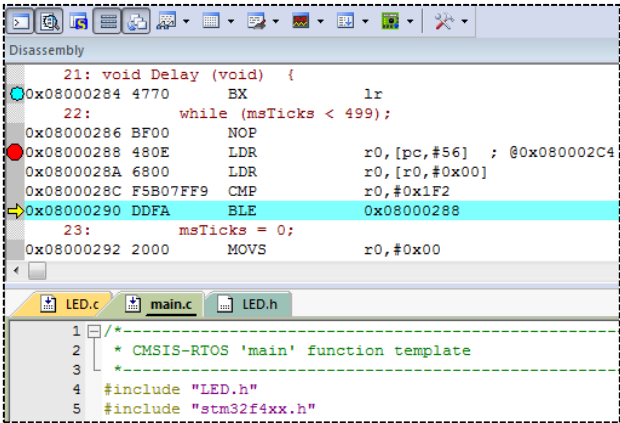 Disassembly
21: void Delay (void) {
0x08000284 4770 BX lr
22: while (msTicks < 499);
0x08000286 BF00 NOP
0x08000288 480E LDR r0,[pc,#56] ; @0x080002C4
0x0800028A 6800 LDR r0,[r0,#0x00]
0x0800028C F5B07FF9 CMP r0,#0x1F2
0x08000290 DDFA BLE 0x08000288
23: msTicks = 0;
0x08000292 2000 MOVS r0,#0x00
LED.c main.c LED.h
1 /*----------------------------------------------------
2 * CMSIS-RTOS 'main' function template
3 *----------------------------------------------------
4 #include "LED.h"
5 #include "stm32f4xx.h"